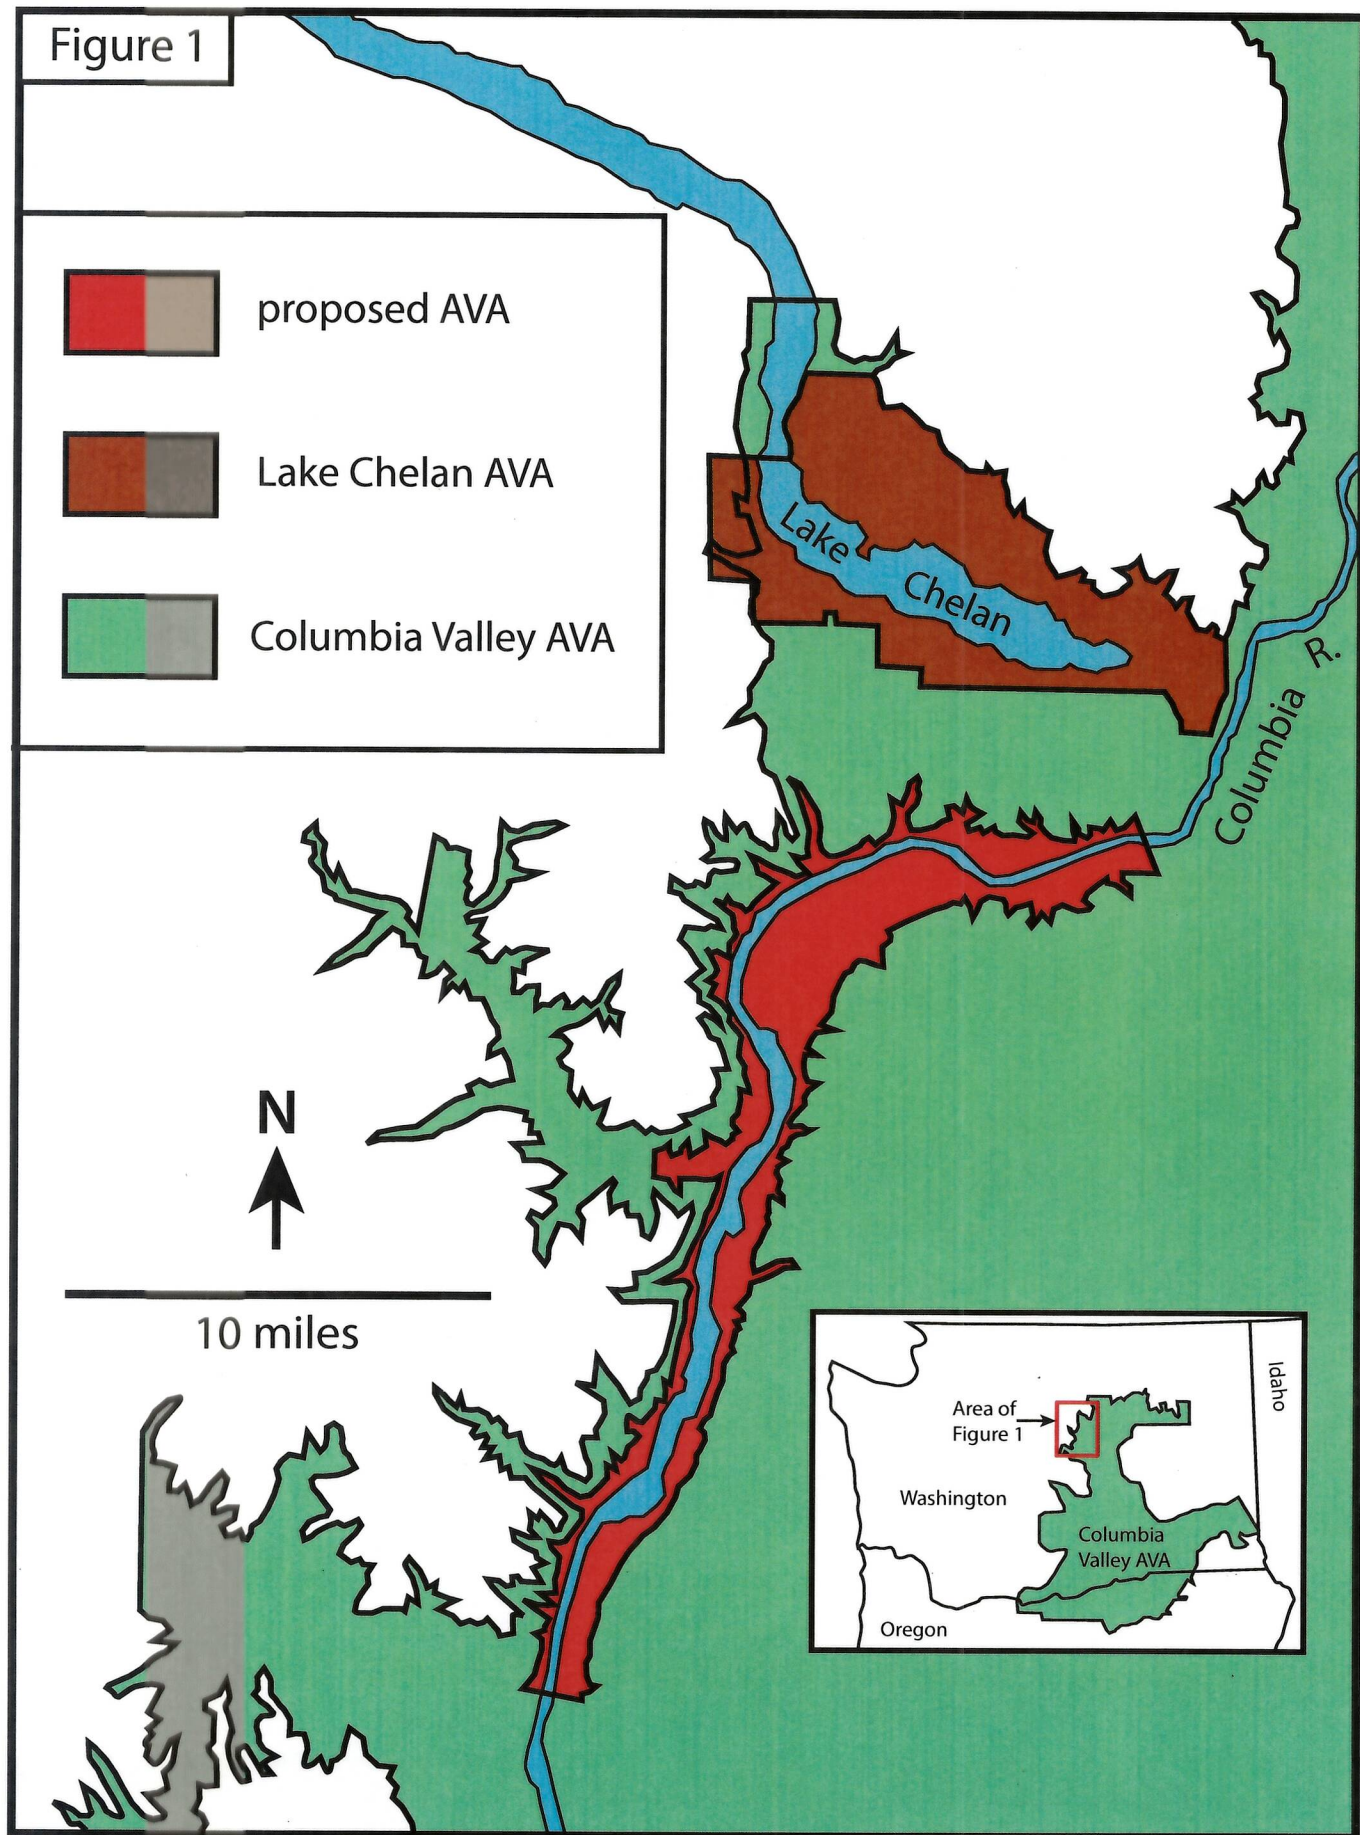 Figure 1
proposed AVA
Lake Chelan AVA
Columbia Valley AVA
Lake
Chelan
Columbia
R.
N
10 miles
Idaho
Area of
Figure 1
Washington
Columbia
Valley AVA
Oregon